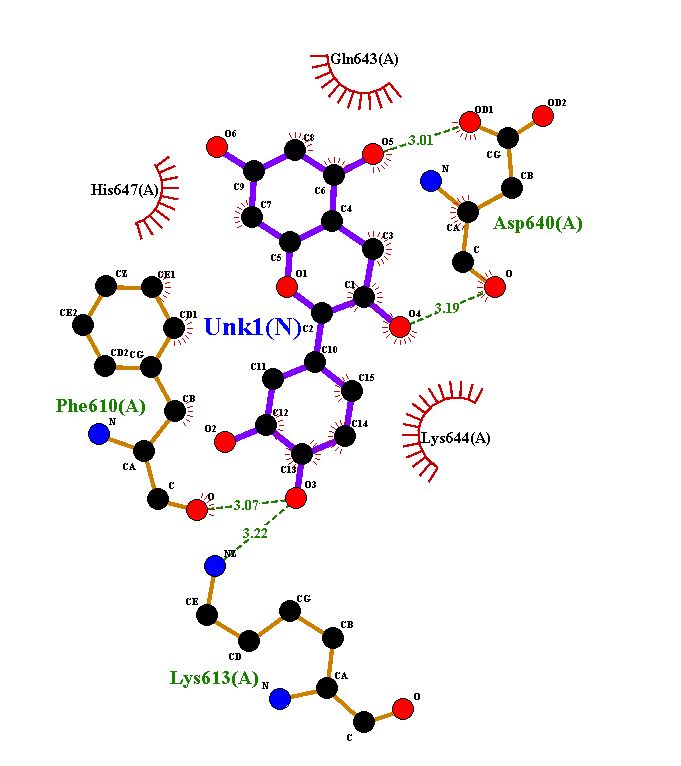 Gln643(A)
OD1
OD2
O6
C8
O5
3.01
CG
C9
C6
N
CB
His647(A)
C7
C4
CA
Asp640(A)
C3
C5
C
CZ
CE1
O1
C1
O
CE2
CD1
Unk1(N)
C2
O4
3.19
CD2
CG
C10
C11
C15
Phe610(A)
CB
N
O2
C12
C14
Lys644(A)
CA
C13
C
O
3.07
O3
3.22
NZ
CE
CG
CB
CD
Lys613(A)
CA
N
O
C